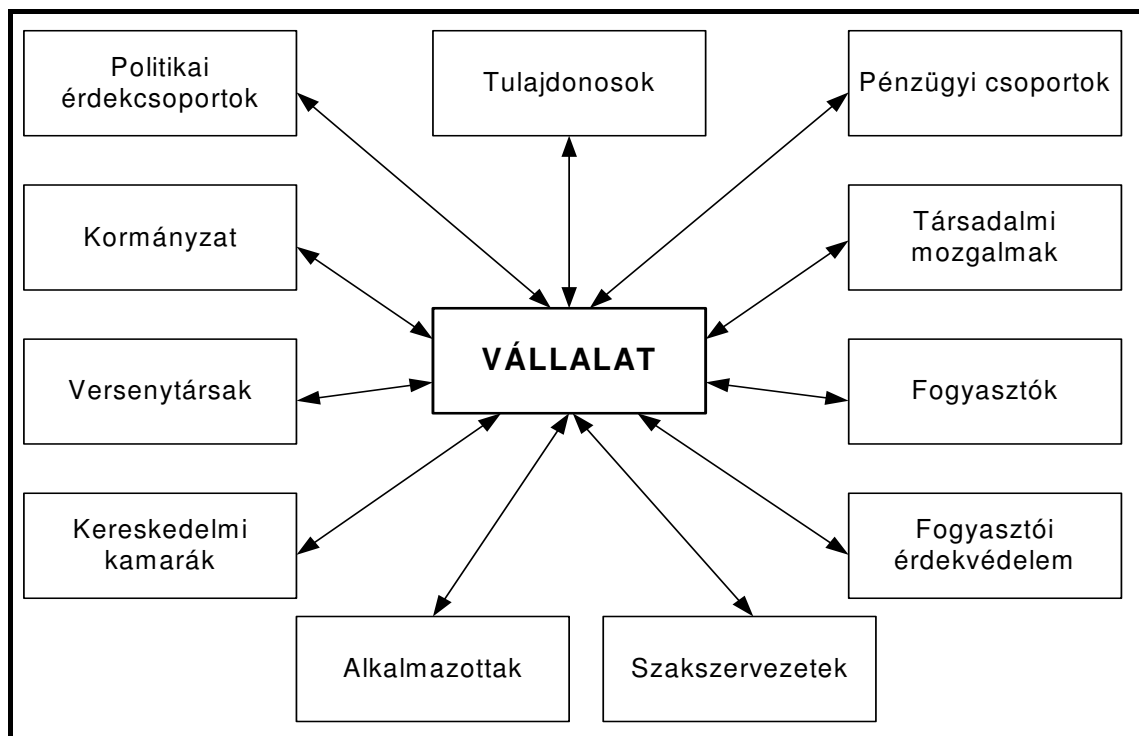 Politikai
érdekcsoportok
Tulajdonosok
Pénzügyi csoportok
Kormányzat
Társadalmi
mozgalmak
VÁLLALAT
Versenytársak
Fogyasztók
Kereskedelmi
kamarák
Fogyasztói
érdekvédelem
Alkalmazottak
Szakszervezetek